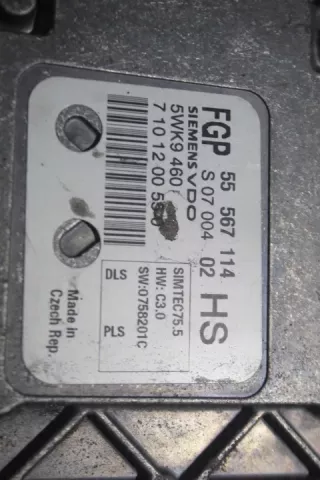 FGP 55 567 114 HS
S 07 004 02
SIEMENS VDO
5WK9 460
7 10 12 00
SIMTEC75.5
HW: C3.0
SW:0758201C
DLS
PLS
Made in
Czech Rep.